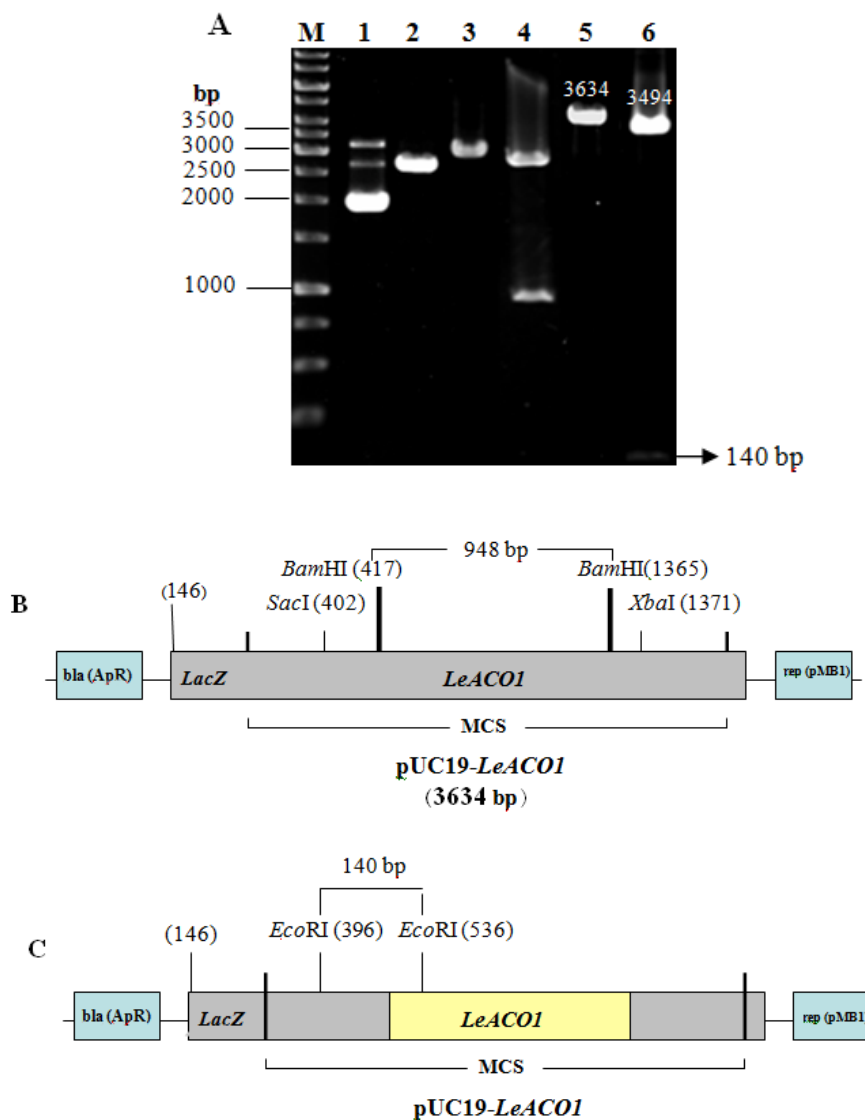 A
M 1 2 3 4 5 6
bp
3500
3000
2500
2000
1000
3634
3494
140 bp
B
948 bp
BamHI (417) BamHI(1365)
(146) SacI (402) XbaI (1371)
bla (ApR) LacZ LeACO1 rep (pMB1)
MCS
pUC19-LeACO1
(3634 bp)
C
140 bp
(146) EcoRI (396) EcoRI (536)
bla (ApR) LacZ LeACO1 rep (pMB1)
MCS
pUC19-LeACO1